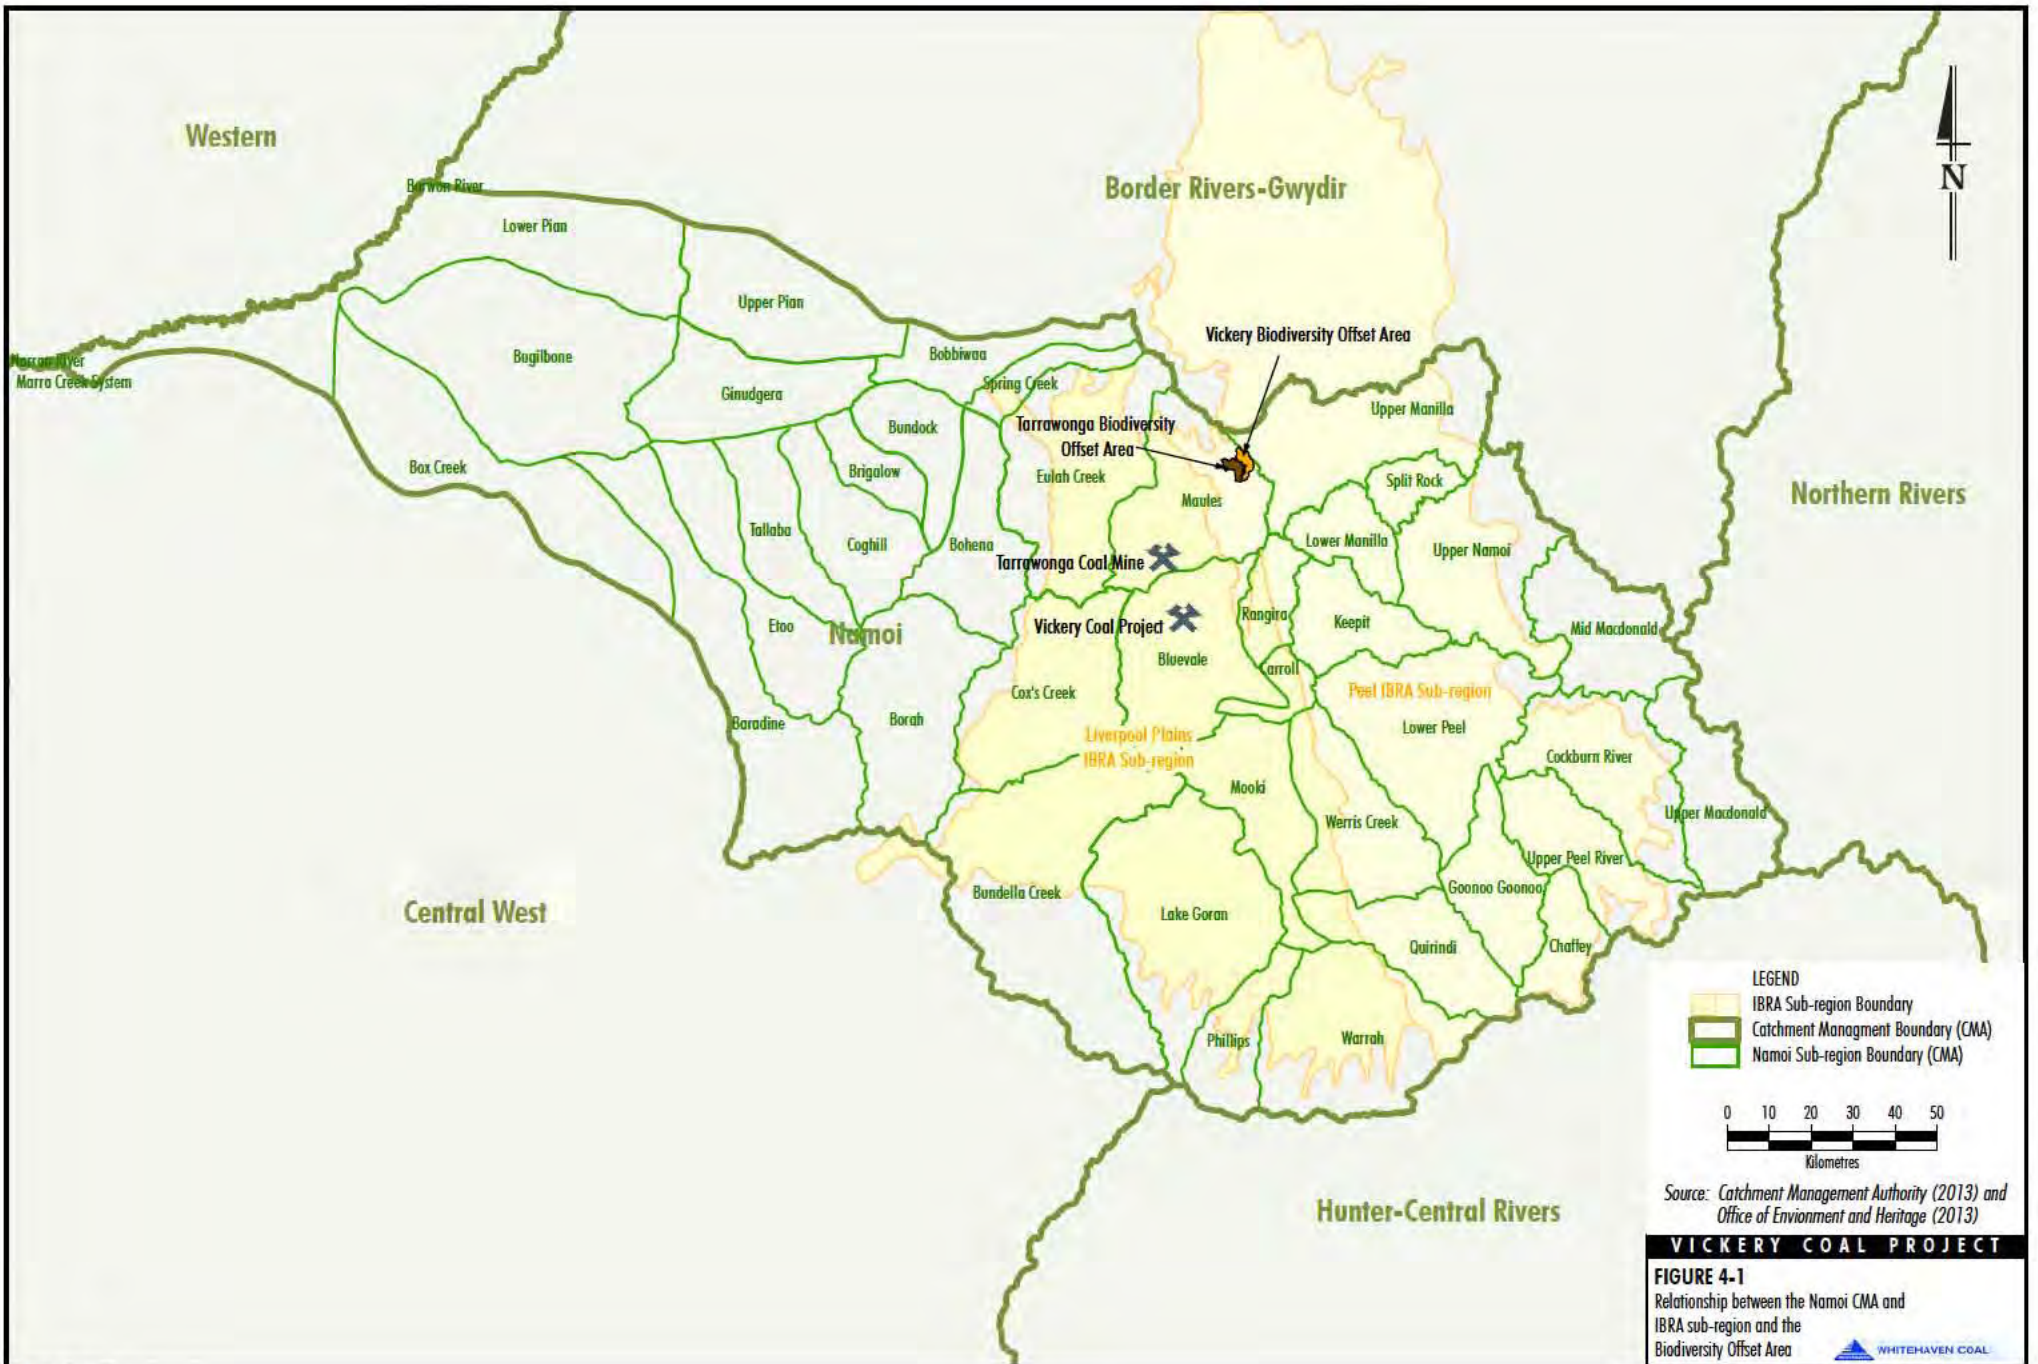 Western
Barwon River
Border Rivers-Gwydir
N
Lower Pian
Upper Pian
Vickery Biodiversity Offset Area
Bugilbone
Bobbiwaa
Narran River
Marra Creek System
Ginudgera
Spring Creek
Upper Manilla
Bundock
Tarrawonga Biodiversity
Offset Area
Box Creek
Brigalow
Eulah Creek
Split Rock
Northern Rivers
Maules
Tallaba
Coghill
Bohena
Lower Manilla
Upper Namoi
Tarrawonga Coal Mine
Rangira
Keepit
Etoo
Namoi
Vickery Coal Project
Mid Macdonald
Bluevale
Carroll
Cox's Creek
Peel IBRA Sub-region
Baradine
Borah
Lower Peel
Liverpool Plains
IBRA Sub-region
Cockburn River
Mooki
Werris Creek
Upper Macdonald
Upper Peel River
Bundella Creek
Goonoo Goonoo
Central West
Lake Goran
Quirindi
Chaffey
Phillips
Warrah
LEGEND
IBRA Sub-region Boundary
Catchment Managment Boundary (CMA)
Namoi Sub-region Boundary (CMA)
0 10 20 30 40 50
Kilometres
Hunter-Central Rivers
Source: Catchment Management Authority (2013) and
Office of Envionment and Heritage (2013)
VICKERY COAL PROJECT
FIGURE 4-1
Relationship between the Namoi CMA and
IBRA sub-region and the
Biodiversity Offset Area
WHITEHAVEN COAL